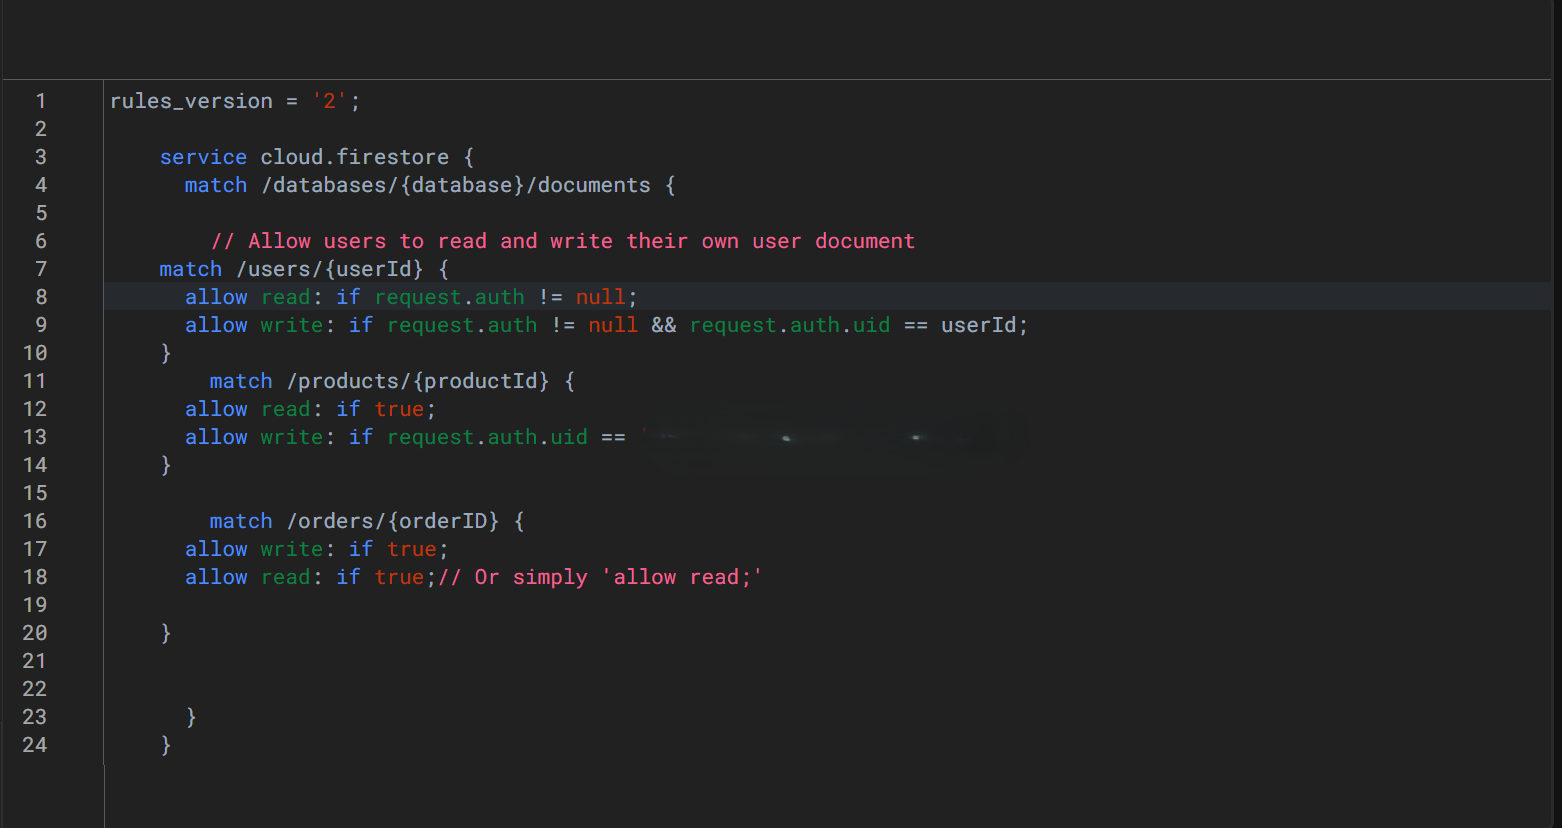 1 rules_version = '2';
2
3 service cloud.firestore {
4 match /databases/{database}/documents {
5
6 // Allow users to read and write their own user document
7 match /users/{userId} {
8 allow read: if request.auth != null;
9 allow write: if request.auth != null && request.auth.uid == userId;
10 }
11 match /products/{productId} {
12 allow read: if true;
13 allow write: if request.auth.uid ==
14 }
15
16 match /orders/{orderID} {
17 allow write: if true;
18 allow read: if true;// Or simply 'allow read;'
19
20 }
21
22
23 }
24 }